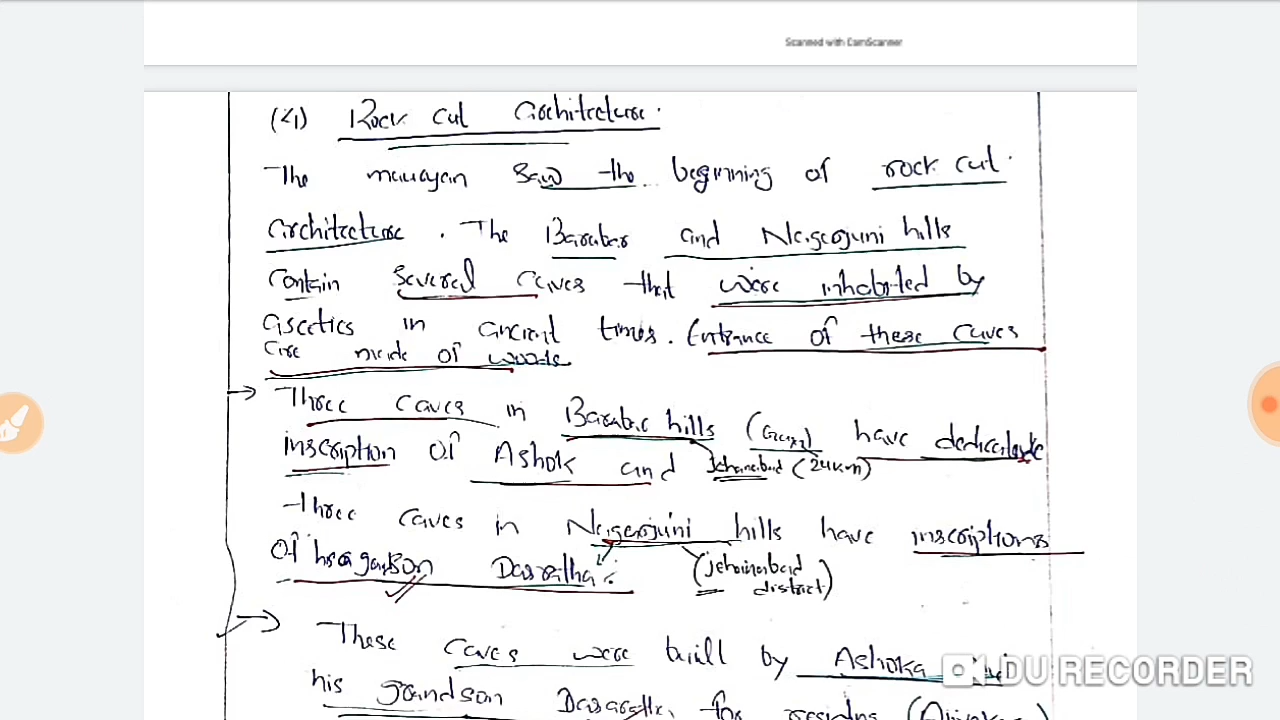 Scanned with CamScanner
(4) Rock cut architecture.
The mauryan saw the beginning of rock cut
architecture. The Barabar and Nagarjuni hills
contain several caves that were inhabited by
ascetics in ancient times. Entrance of these caves
are made of woods
→ Three caves in Barabar hills (Gaya) have dedicated
inscription of Ashok and Jehanabad (24km)
Three caves in Nagarjuni hills have inscriptions
of his grandson Dasratha. (jehanabad
district)
→ These caves were built by Ashoka
his grandson Dasaratha for
DU RECORDER